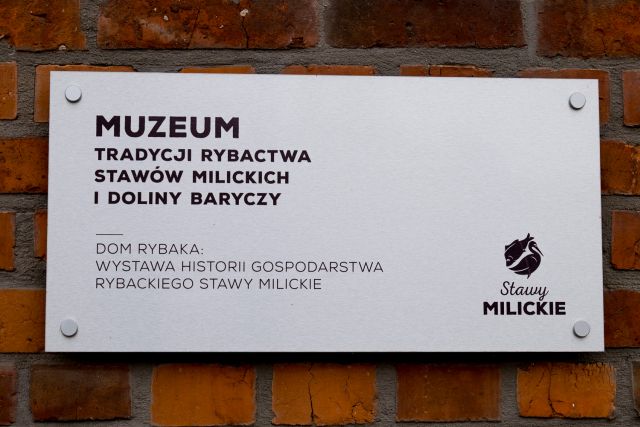 MUZEUM
TRADYCJI RYBACTWA
STAWÓW MILICKICH
I DOLINY BARYCZY
DOM RYBAKA:
WYSTAWA HISTORII GOSPODARSTWA
RYBACKIEGO STAWY MILICKIE
Stawy
MILICKIE